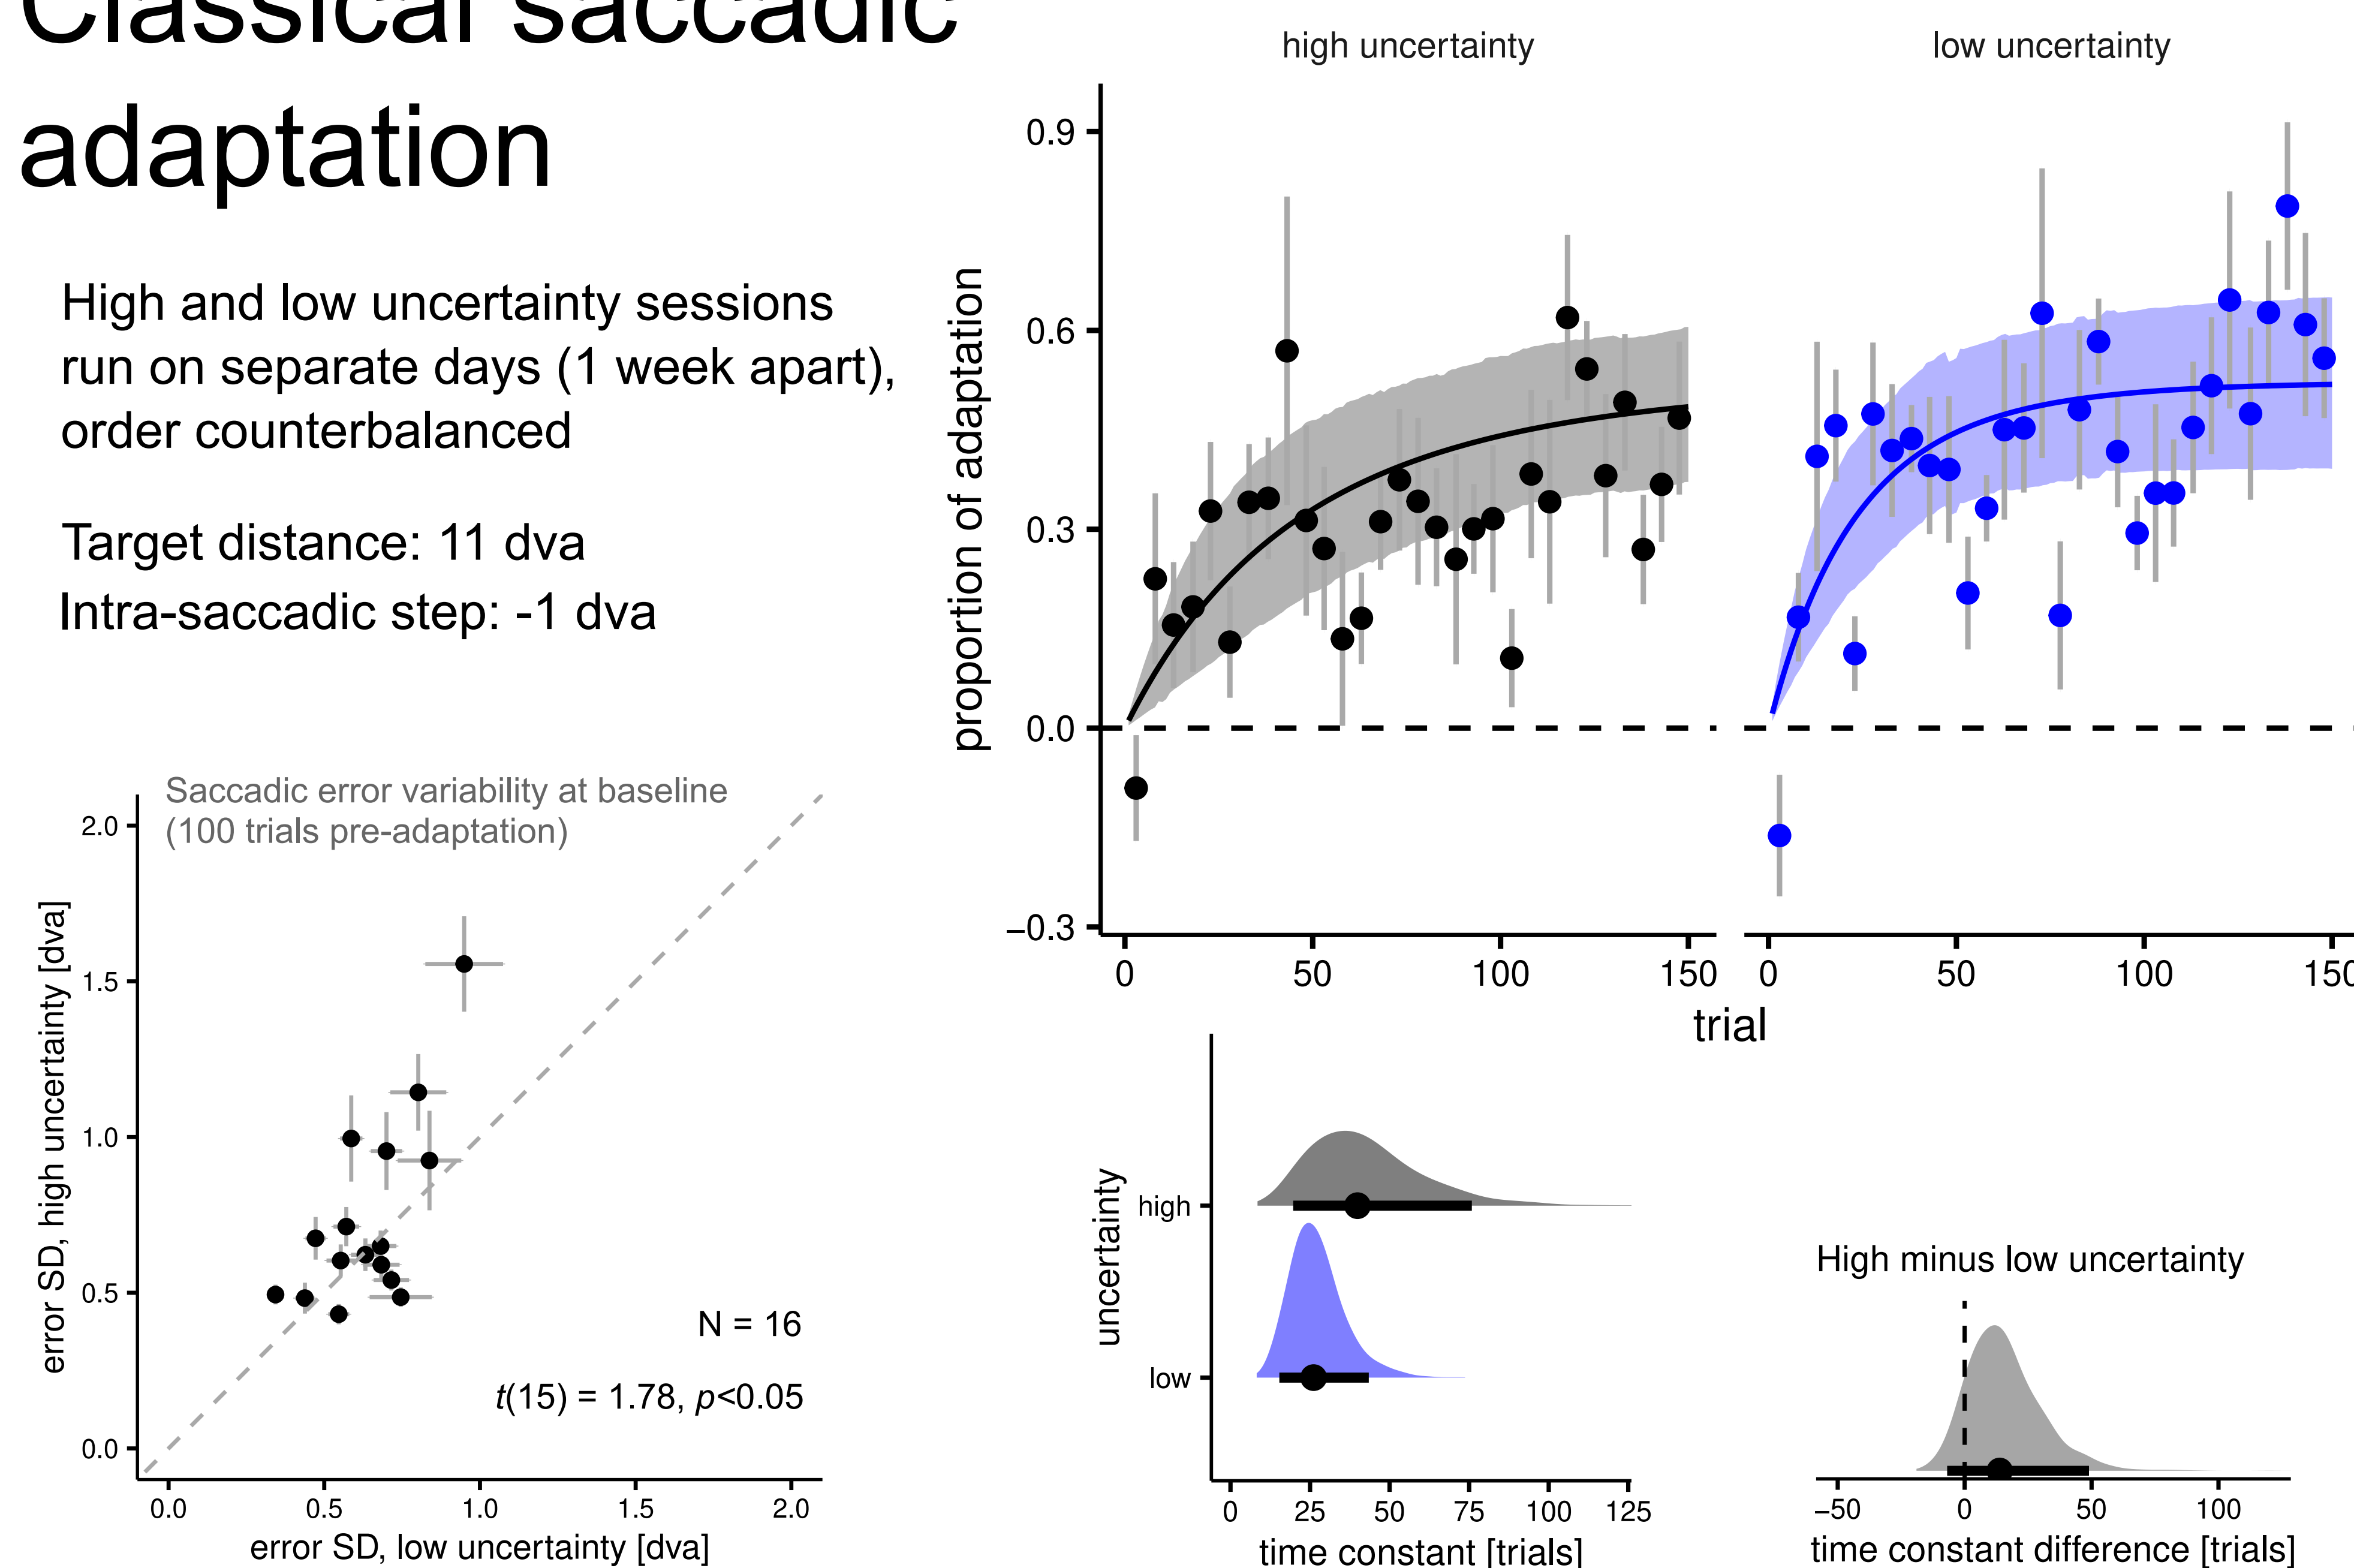 Classical saccadic
adaptation
High and low uncertainty sessions
run on separate days (1 week apart),
order counterbalanced
Target distance: 11 dva
Intra-saccadic step: -1 dva
Saccadic error variability at baseline
(100 trials pre-adaptation)
2.0
1.5
1.0
0.5
0.0
error SD, high uncertainty [dva]
N = 16
t(15) = 1.78, p<0.05
0.0 0.5 1.0 1.5 2.0
error SD, low uncertainty [dva]
high uncertainty
low uncertainty
proportion of adaptation
0.9
0.6
0.3
0.0
−0.3
0 50 100 150
0 50 100 150
trial
uncertainty
high
low
0 25 50 75 100 125
time constant [trials]
High minus low uncertainty
−50 0 50 100
time constant difference [trials]